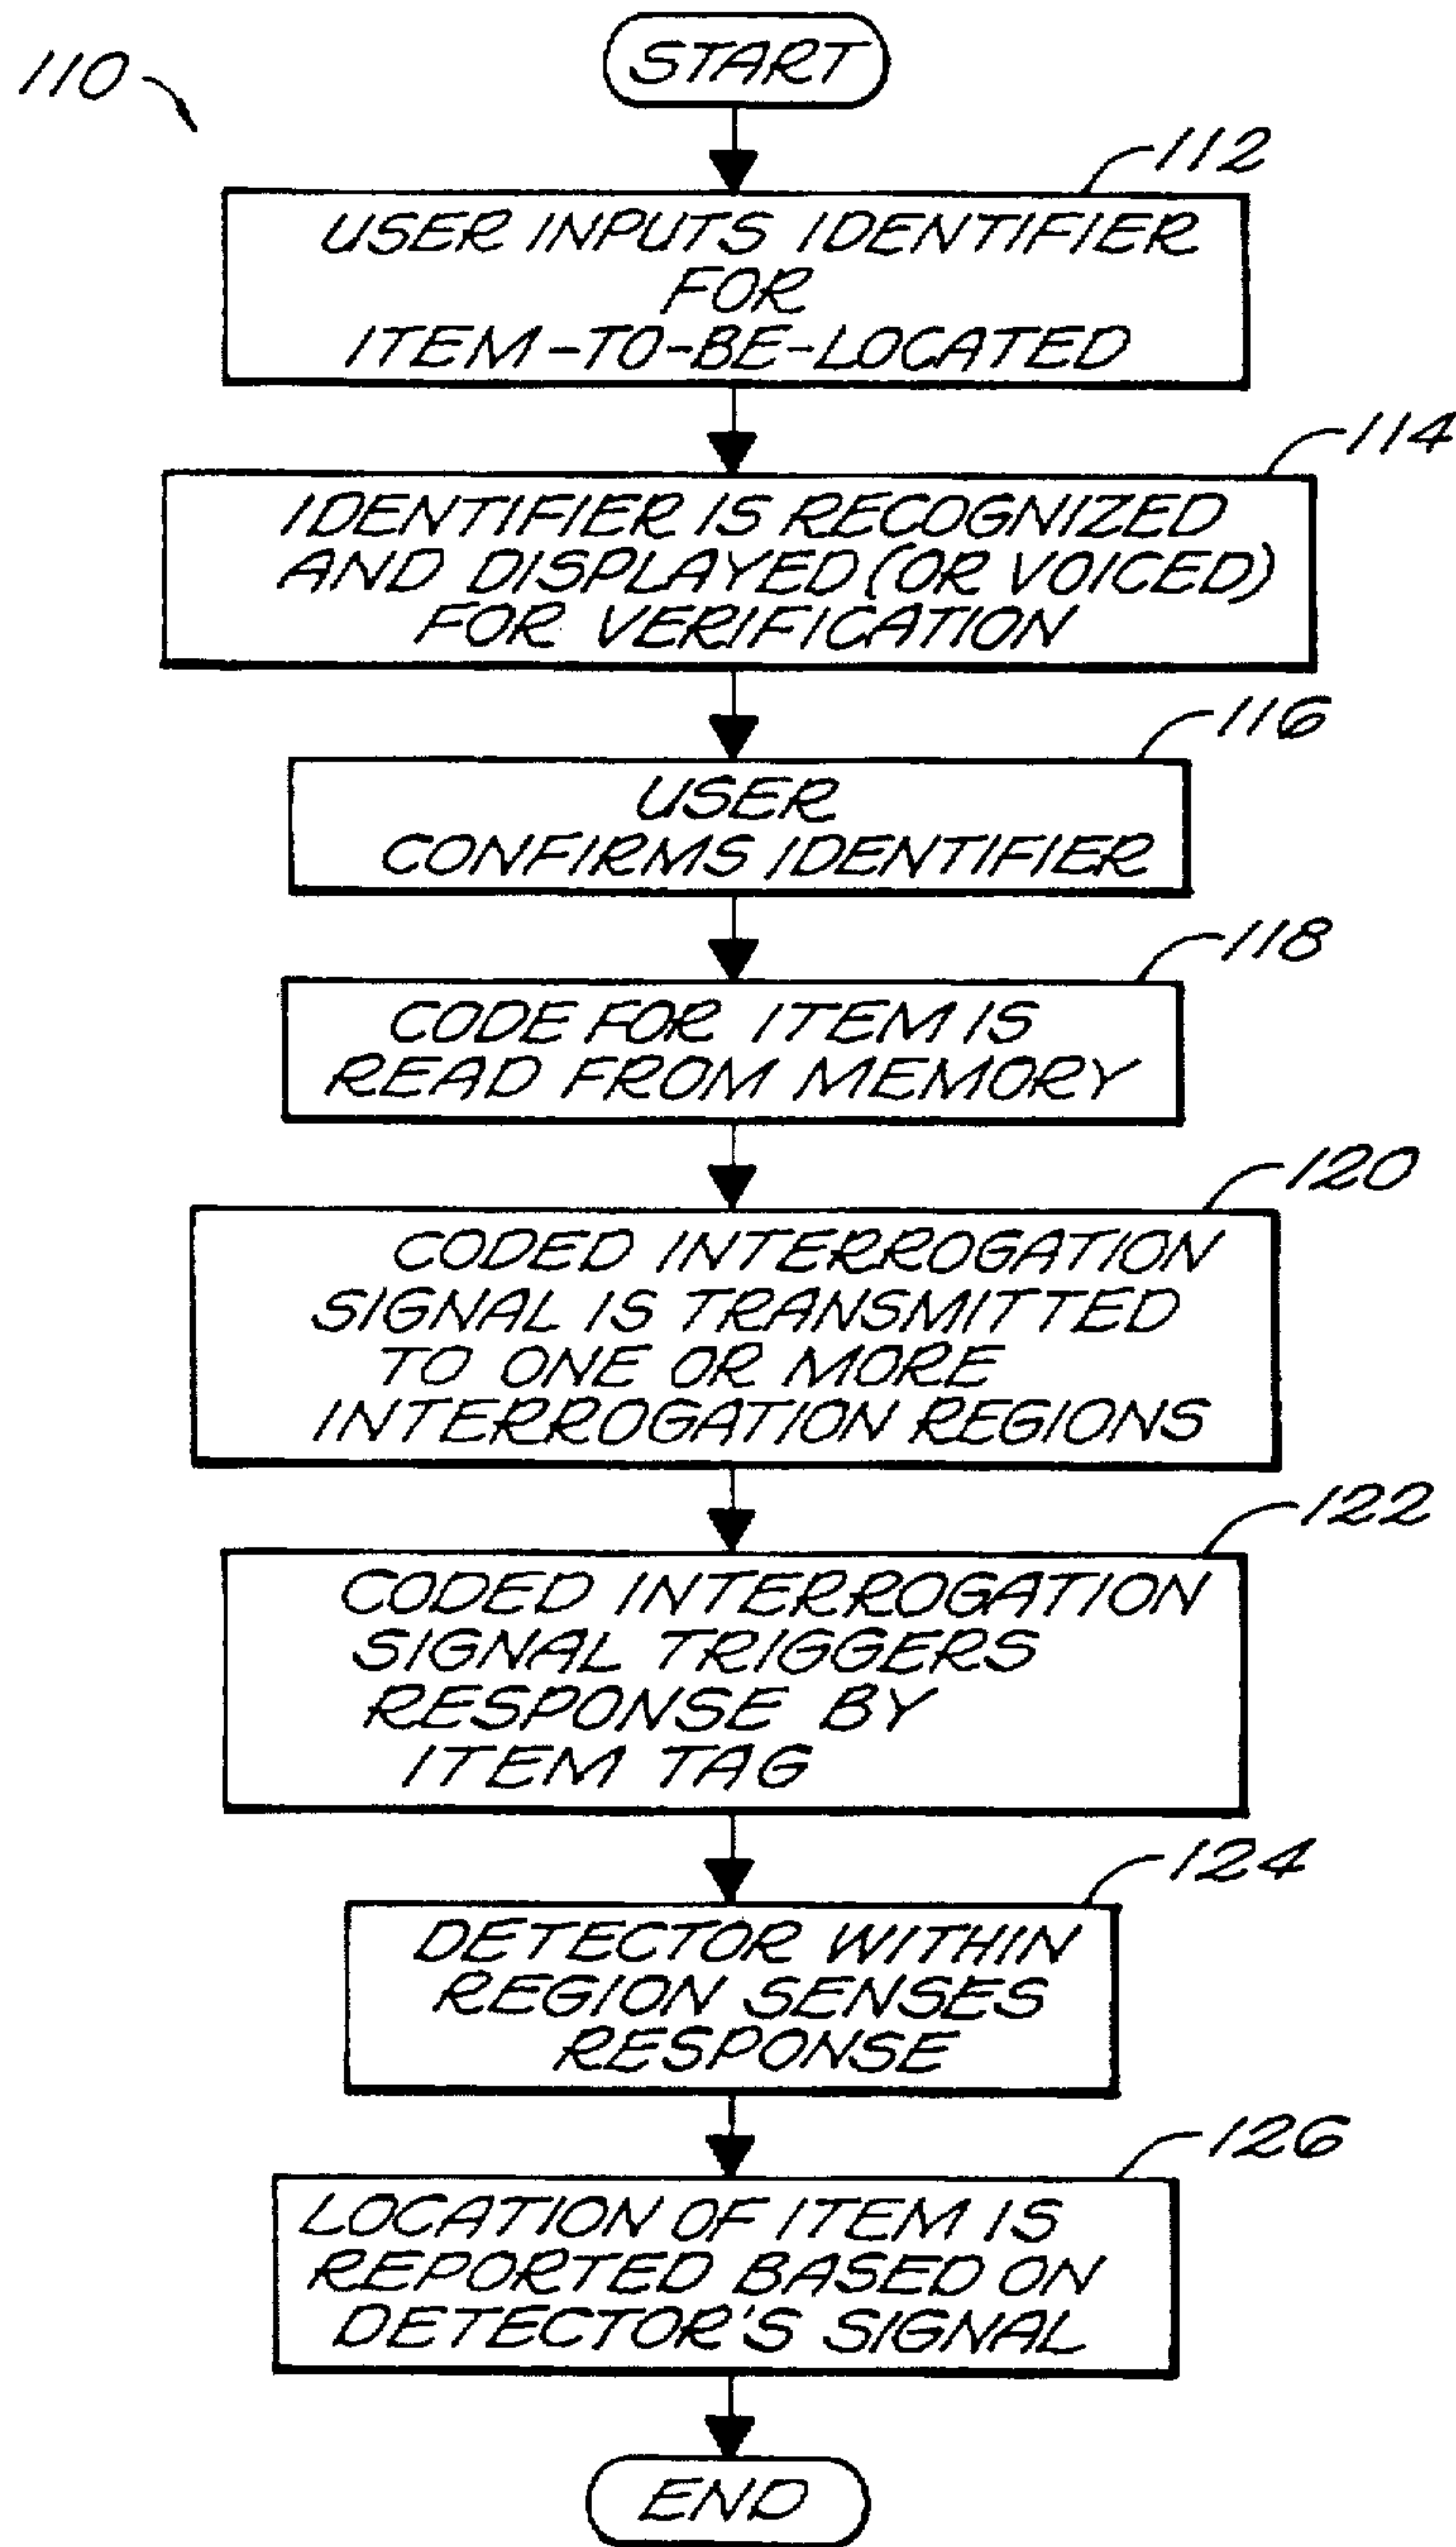 110
START
112
USER INPUTS IDENTIFIER
FOR
ITEM-TO-BE-LOCATED
114
IDENTIFIER IS RECOGNIZED
AND DISPLAYED (OR VOICED)
FOR VERIFICATION
116
USER
CONFIRMS IDENTIFIER
118
CODE FOR ITEM IS
READ FROM MEMORY
120
CODED INTERROGATION
SIGNAL IS TRANSMITTED
TO ONE OR MORE
INTERROGATION REGIONS
122
CODED INTERROGATION
SIGNAL TRIGGERS
RESPONSE BY
ITEM TAG
124
DETECTOR WITHIN
REGION SENSES
RESPONSE
126
LOCATION OF ITEM IS
REPORTED BASED ON
DETECTOR'S SIGNAL
END